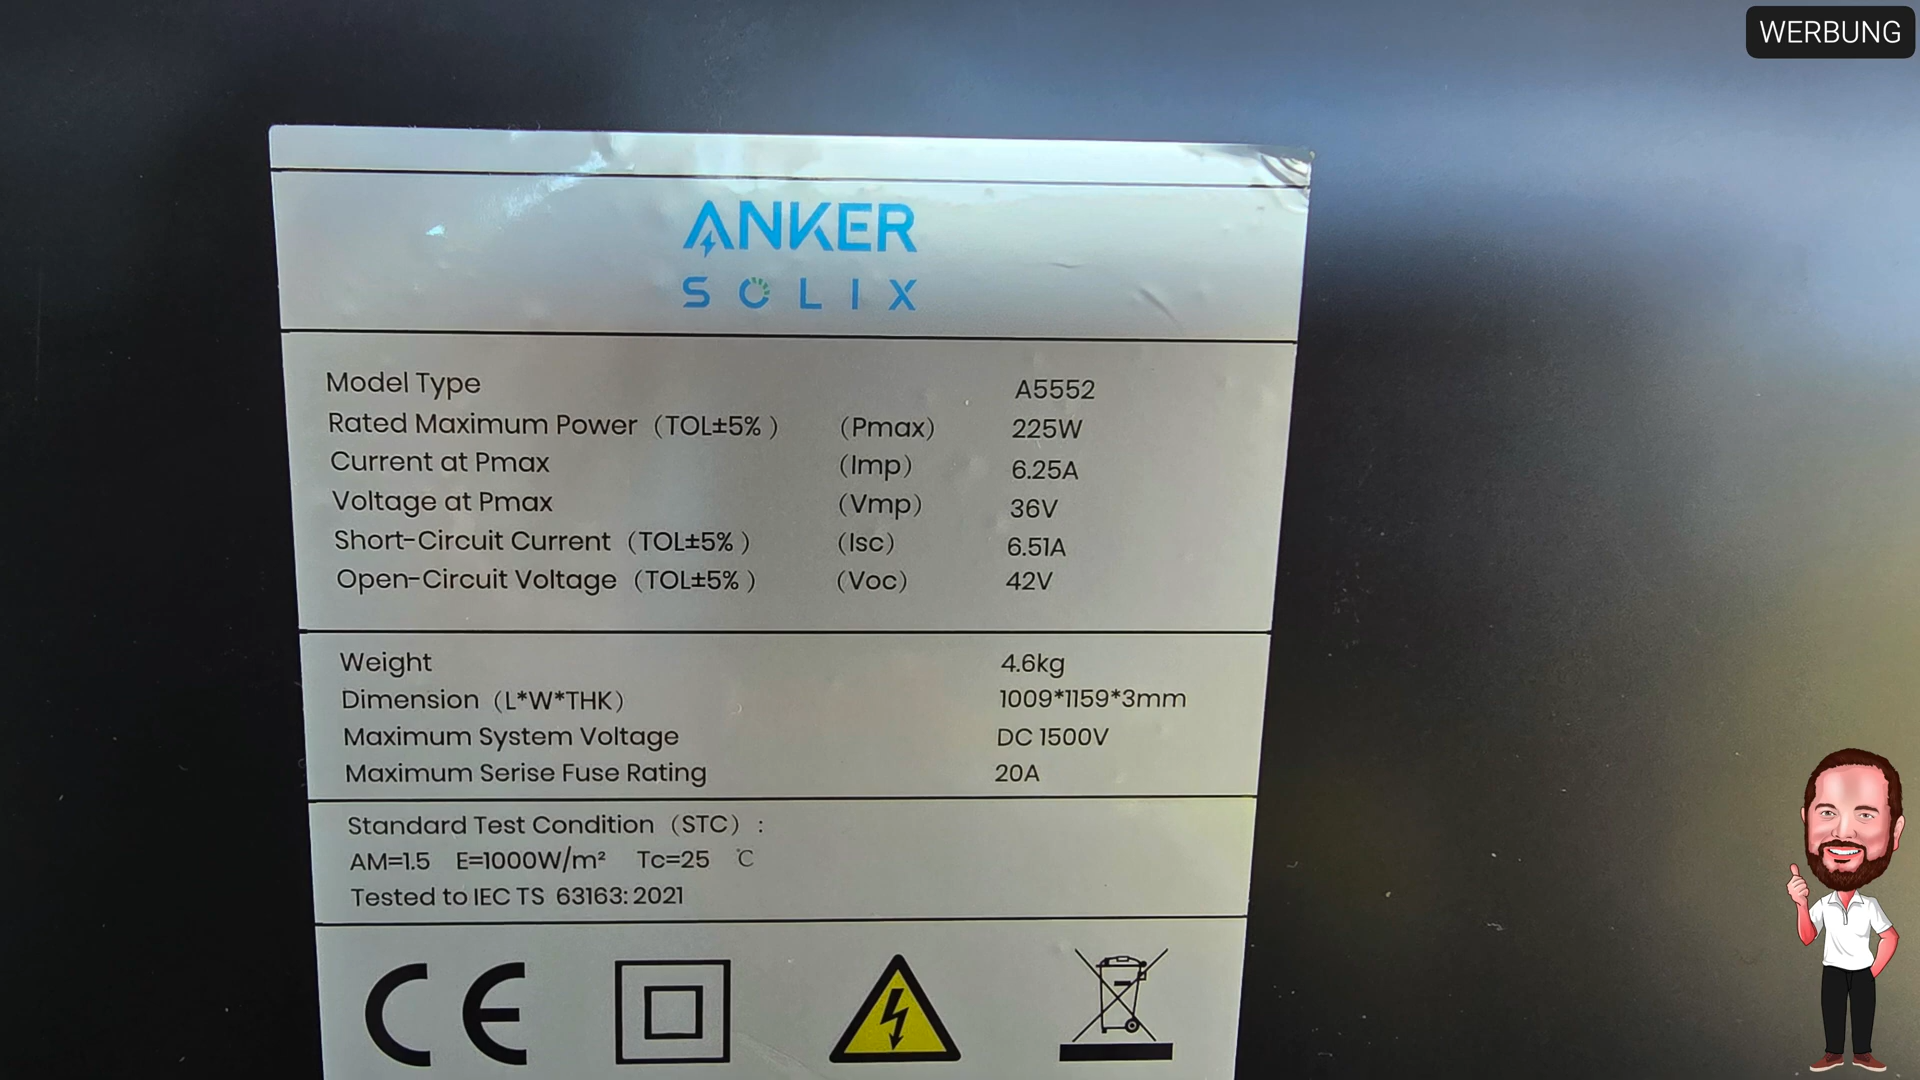 WERBUNG
ANKER
SOLIX
Model Type A5552
Rated Maximum Power (TOL±5% ) (Pmax) 225W
Current at Pmax (Imp) 6.25A
Voltage at Pmax (Vmp) 36V
Short-Circuit Current (TOL±5% ) (Isc) 6.51A
Open-Circuit Voltage (TOL±5% ) (Voc) 42V
Weight 4.6kg
Dimension (L*W*THK) 1009*1159*3mm
Maximum System Voltage DC 1500V
Maximum Serise Fuse Rating 20A
Standard Test Condition (STC) :
AM=1.5 E=1000W/m² Tc=25 ℃
Tested to IEC TS 63163: 2021
CE